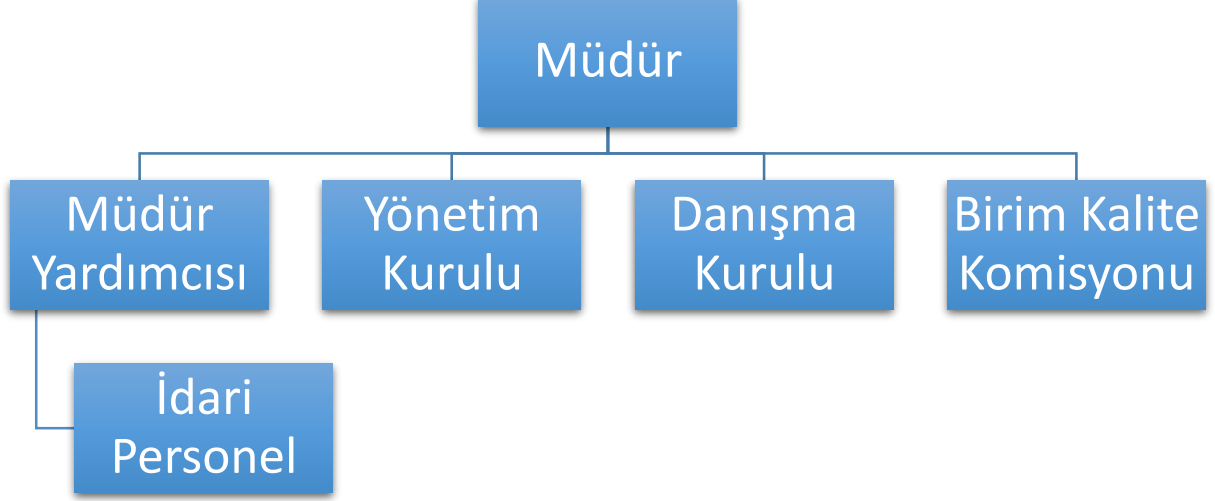 Müdür
Müdür
Yardımcısı
Yönetim
Kurulu
Danışma
Kurulu
Birim Kalite
Komisyonu
İdari
Personel